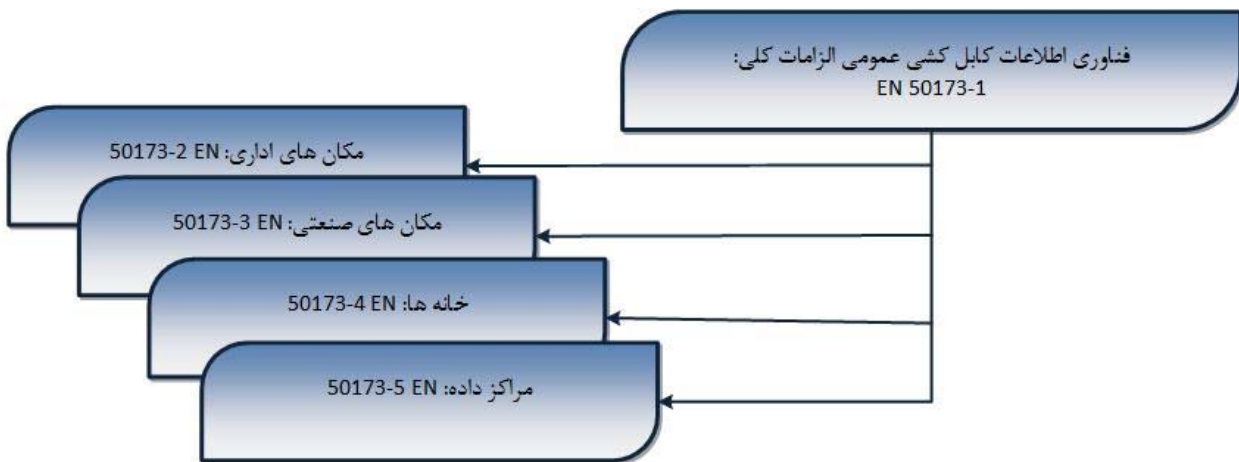 فناوری اطلاعات کابل کشی عمومی الزامات کلی:
EN 50173-1
مکان های اداری: 50173-2 EN
مکان های صنعتی: 50173-3 EN
خانه ها: 50173-4 EN
مراکز داده: 50173-5 EN